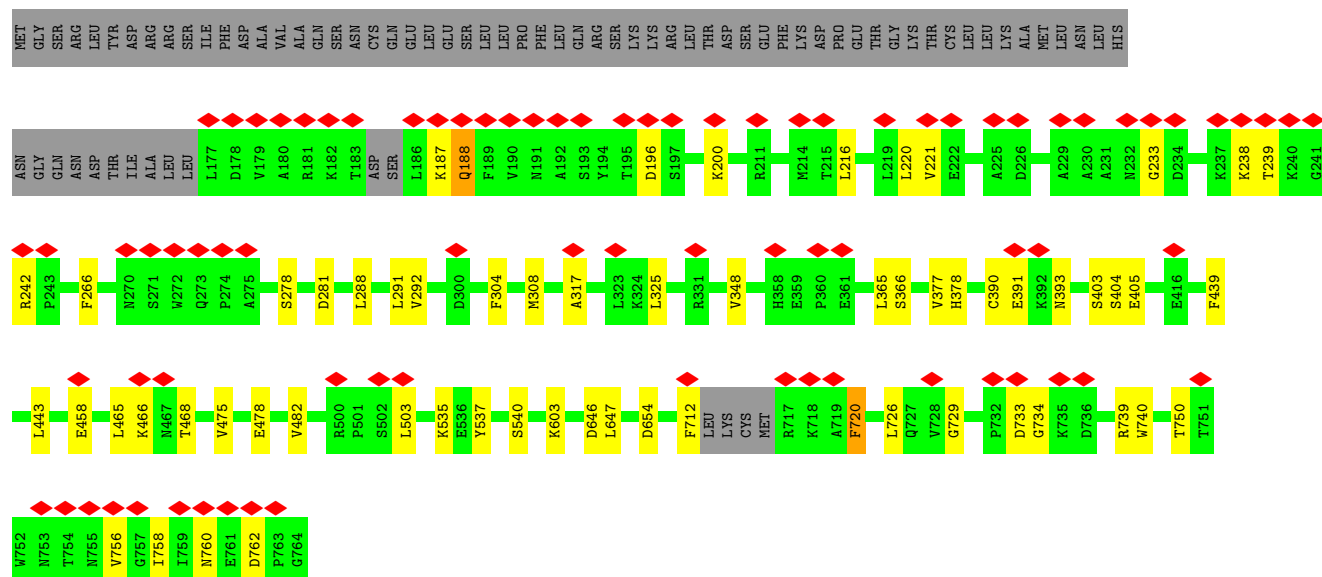 MET GLY SER ARG LEU TYR ASP ARG ARG SER ILE PHE ASP ALA VAL ALA GLN SER ASN CYS GLN GLU LEU GLU SER LEU LEU PRO PHE LEU GLN ARG SER LYS LYS ARG LEU THR ASP SER GLU PHE LYS ASP PRO GLU THR GLY LYS THR CYS LEU LEU LYS ALA MET LEU ASN LEU HIS
ASN GLY GLN ASN ASP THR ILE ALA LEU LEU L177 D178 V179 A180 R181 K182 T183 ASP SER L186 K187 Q188 F189 V190 N191 A192 S193 Y194 T195 D196 S197 K200 R211 M214 T215 L216 L219 L220 V221 E222 A225 D226 A229 A230 A231 N232 G233 D234 K237 K238 T239 K240 G241
R242 P243 F266 N270 S271 W272 Q273 P274 A275 S278 D281 L288 L291 V292 D300 F304 M308 A317 L323 K324 L325 R331 V348 H358 E359 P360 E361 L365 S366 V377 H378 C390 E391 K392 N393 S403 S404 E405 E416 F439
L443 E458 L465 K466 N467 T468 V475 E478 V482 R500 P501 S502 L503 K535 E536 Y537 S540 K603 D646 L647 D654 F712 LEU LYS CYS MET R717 K718 A719 F720 L726 Q727 V728 G729 P732 D733 G734 K735 D736 R739 W740 T750 T751
W752 N753 T754 N755 V756 G757 I758 I759 N760 E761 D762 P763 G764